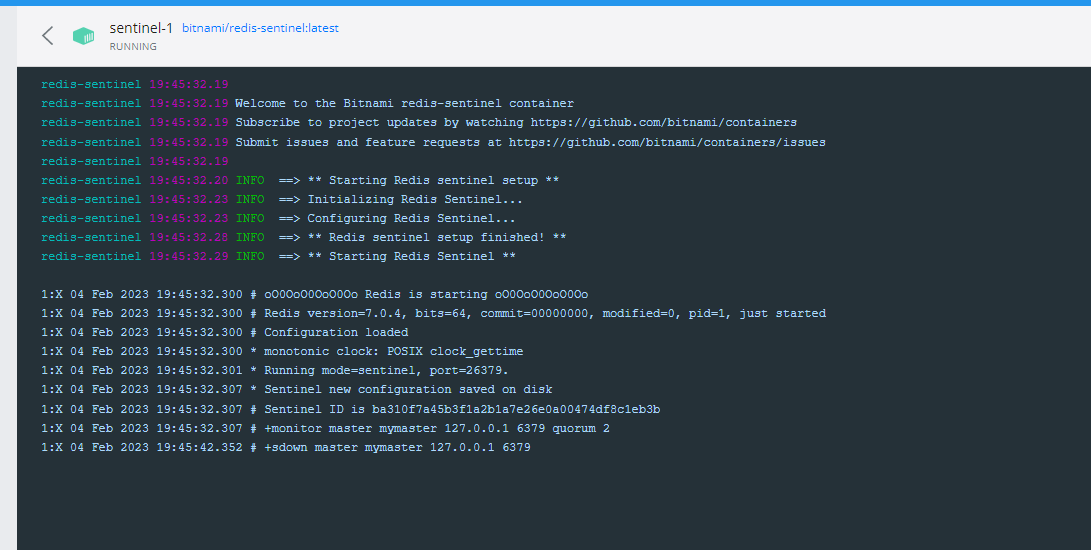 sentinel-1 bitnami/redis-sentinel:latest
RUNNING
redis-sentinel 19:45:32.19
redis-sentinel 19:45:32.19 Welcome to the Bitnami redis-sentinel container
redis-sentinel 19:45:32.19 Subscribe to project updates by watching https://github.com/bitnami/containers
redis-sentinel 19:45:32.19 Submit issues and feature requests at https://github.com/bitnami/containers/issues
redis-sentinel 19:45:32.19
redis-sentinel 19:45:32.20 INFO  ==> ** Starting Redis sentinel setup **
redis-sentinel 19:45:32.23 INFO  ==> Initializing Redis Sentinel...
redis-sentinel 19:45:32.23 INFO  ==> Configuring Redis Sentinel...
redis-sentinel 19:45:32.28 INFO  ==> ** Redis sentinel setup finished! **
redis-sentinel 19:45:32.29 INFO  ==> ** Starting Redis Sentinel **
1:X 04 Feb 2023 19:45:32.300 # oO0OoO0OoO0Oo Redis is starting oO0OoO0OoO0Oo
1:X 04 Feb 2023 19:45:32.300 # Redis version=7.0.4, bits=64, commit=00000000, modified=0, pid=1, just started
1:X 04 Feb 2023 19:45:32.300 # Configuration loaded
1:X 04 Feb 2023 19:45:32.300 * monotonic clock: POSIX clock_gettime
1:X 04 Feb 2023 19:45:32.301 * Running mode=sentinel, port=26379.
1:X 04 Feb 2023 19:45:32.307 * Sentinel new configuration saved on disk
1:X 04 Feb 2023 19:45:32.307 # Sentinel ID is ba310f7a45b3f1a2b1a7e26e0a00474df8c1eb3b
1:X 04 Feb 2023 19:45:32.307 # +monitor master mymaster 127.0.0.1 6379 quorum 2
1:X 04 Feb 2023 19:45:42.352 # +sdown master mymaster 127.0.0.1 6379